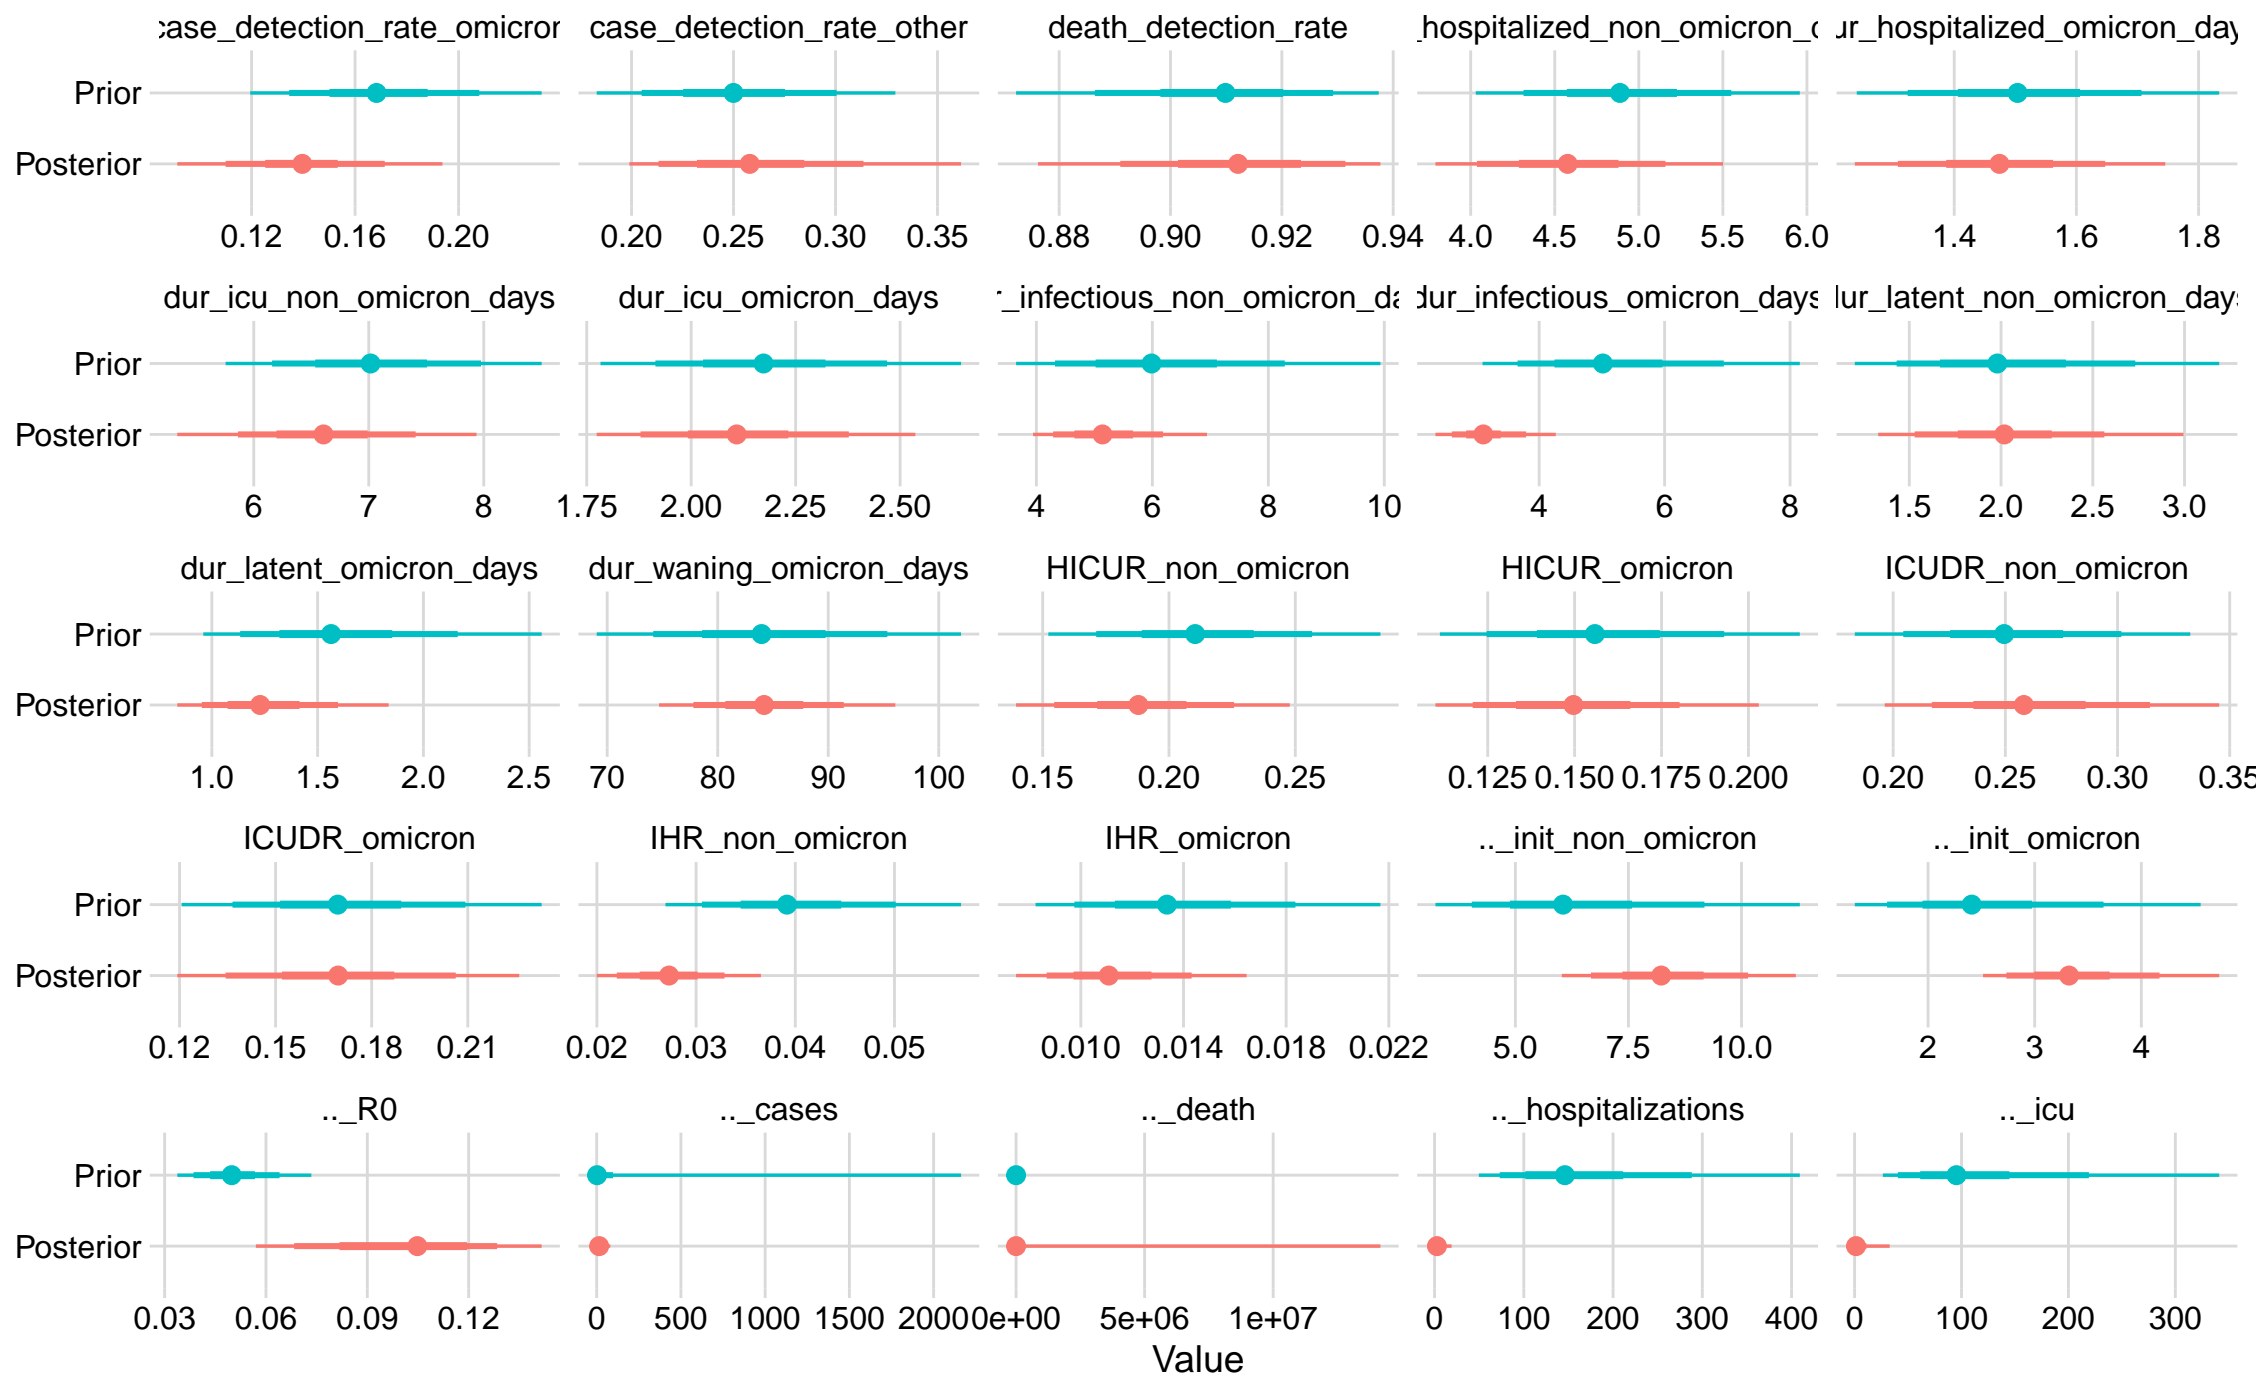 case_detection_rate_omicron case_detection_rate_other death_detection_rate _hospitalized_non_omicron_ ur_hospitalized_omicron_day
Prior
Posterior
0.12 0.16 0.20 0.20 0.25 0.30 0.35 0.88 0.90 0.92 0.94 4.0 4.5 5.0 5.5 6.0 1.4 1.6 1.8
dur_icu_non_omicron_days dur_icu_omicron_days r_infectious_non_omicron_da dur_infectious_omicron_days dur_latent_non_omicron_days
Prior
Posterior
6 7 8 1.75 2.00 2.25 2.50 4 6 8 10 4 6 8 1.5 2.0 2.5 3.0
dur_latent_omicron_days dur_waning_omicron_days HICUR_non_omicron HICUR_omicron ICUDR_non_omicron
Prior
Posterior
1.0 1.5 2.0 2.5 70 80 90 100 0.15 0.20 0.25 0.125 0.150 0.175 0.200 0.20 0.25 0.30 0.35
ICUDR_omicron IHR_non_omicron IHR_omicron .._init_non_omicron .._init_omicron
Prior
Posterior
0.12 0.15 0.18 0.21 0.02 0.03 0.04 0.05 0.010 0.014 0.018 0.022 5.0 7.5 10.0 2 3 4
.._R0 .._cases .._death .._hospitalizations .._icu
Prior
Posterior
0.03 0.06 0.09 0.12 0 500 1000 1500 2000 0e+00 5e+06 1e+07 0 100 200 300 400 0 100 200 300
Value